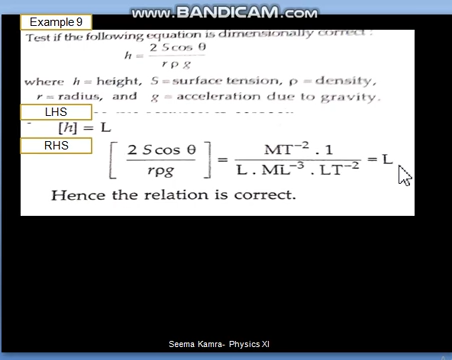 WWW.BANDICAM.COM
Example 9
Test if the following equation is dimensionally correct :
h = 2 S cos θ / r ρ g
where h = height, S = surface tension, ρ = density,
r = radius, and g = acceleration due to gravity.
LHS
[h] = L
RHS
[ 2 S cos θ / rρg ] = MT⁻² . 1 / L . ML⁻³ . LT⁻² = L
Hence the relation is correct.
Seema Kamra- Physics XI